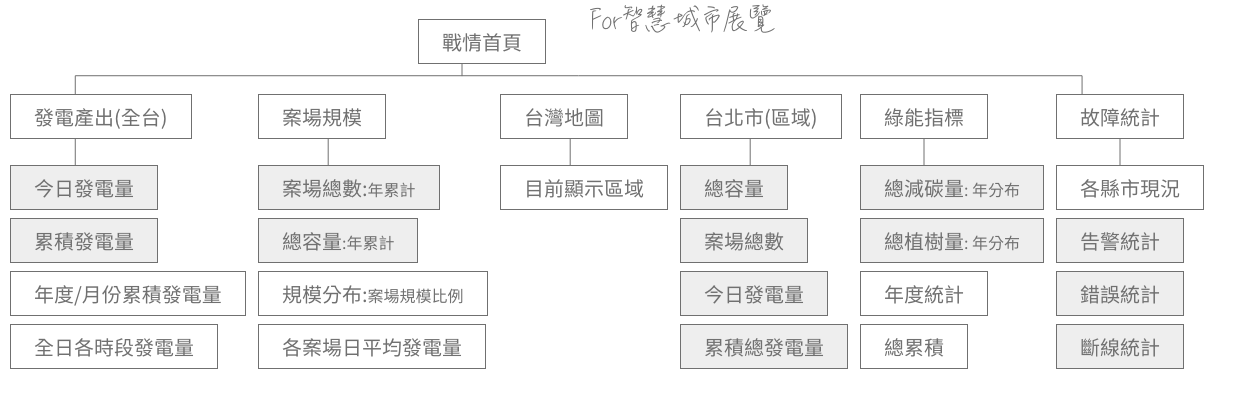 For智慧城市展覽
戰情首頁
發電產出(全台)
案場規模
台灣地圖
台北市(區域)
綠能指標
故障統計
今日發電量
案場總數:年累計
目前顯示區域
總容量
總減碳量: 年分布
各縣市現況
累積發電量
總容量:年累計
案場總數
總植樹量: 年分布
告警統計
年度/月份累積發電量
規模分布:案場規模比例
今日發電量
年度統計
錯誤統計
全日各時段發電量
各案場日平均發電量
累積總發電量
總累積
斷線統計